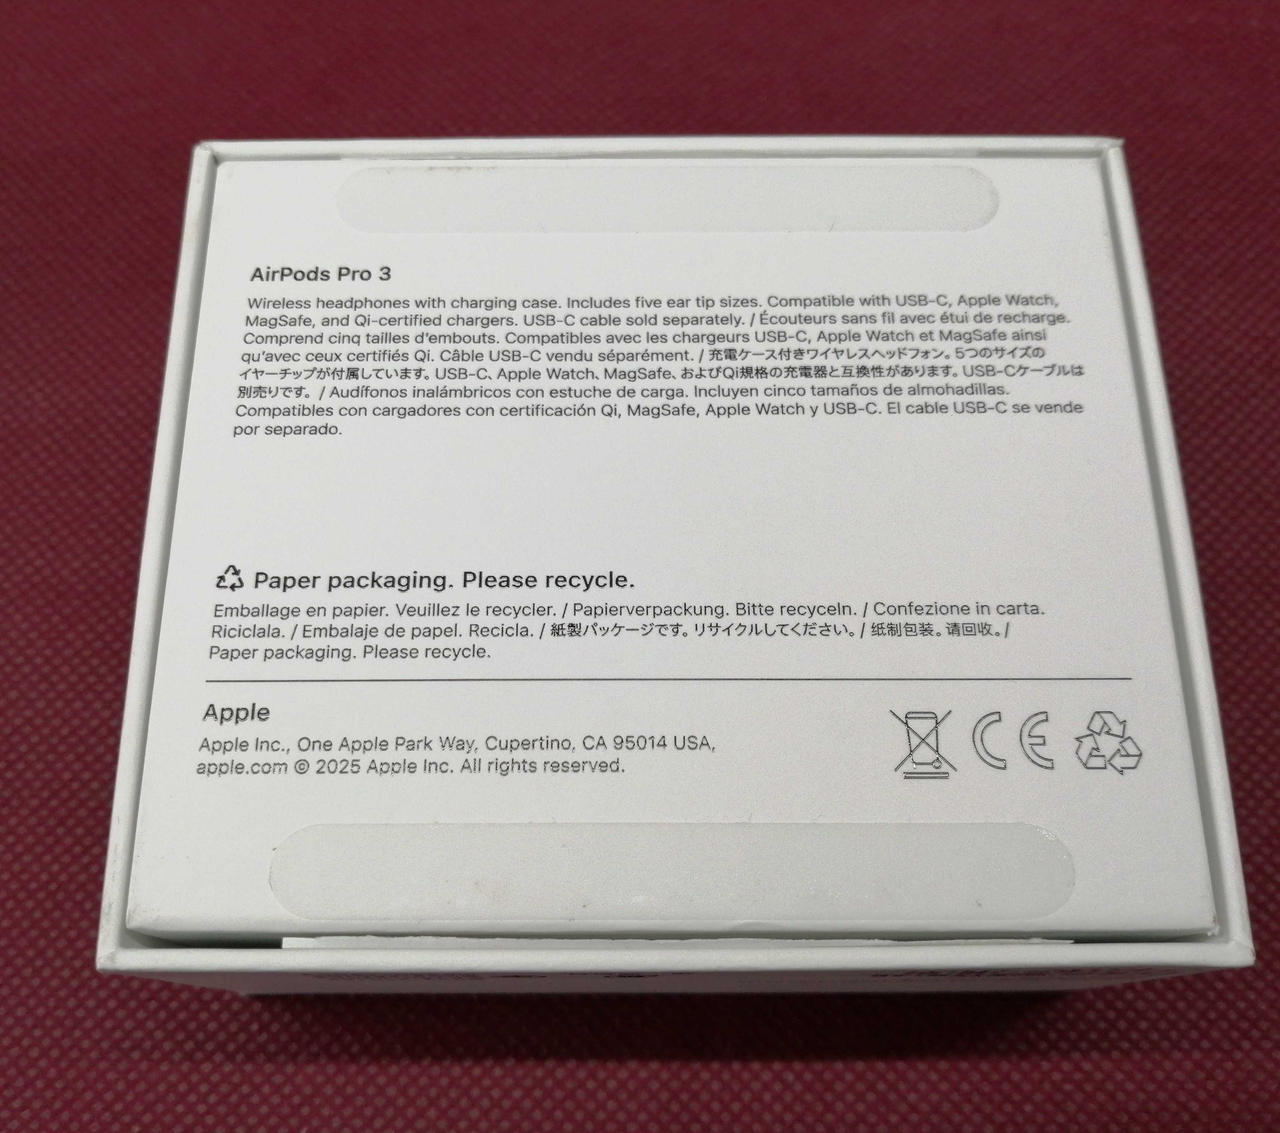 AirPods Pro 3
Wireless headphones with charging case. Includes five ear tip sizes. Compatible with USB-C, Apple Watch,
MagSafe, and Qi-certified chargers. USB-C cable sold separately. / Écouteurs sans fil avec étui de recharge.
Comprend cinq tailles d'embouts. Compatibles avec les chargeurs USB-C, Apple Watch et MagSafe ainsi
qu'avec ceux certifiés Qi. Câble USB-C vendu séparément. / 充電ケース付きワイヤレスヘッドフォン。5つのサイズの
イヤーチップが付属しています。USB-C、Apple Watch、MagSafe、およびQi規格の充電器と互換性があります。USB-Cケーブルは
別売りです。 / Audífonos inalámbricos con estuche de carga. Incluyen cinco tamaños de almohadillas.
Compatibles con cargadores con certificación Qi, MagSafe, Apple Watch y USB-C. El cable USB-C se vende
por separado.
Paper packaging. Please recycle.
Emballage en papier. Veuillez le recycler. / Papierverpackung. Bitte recyceln. / Confezione in carta.
Riciclala. / Embalaje de papel. Recicla. / 紙製パッケージです。リサイクルしてください。/ 纸制包装。请回收。/
Paper packaging. Please recycle.
Apple
Apple Inc., One Apple Park Way, Cupertino, CA 95014 USA,
apple.com © 2025 Apple Inc. All rights reserved.
CE